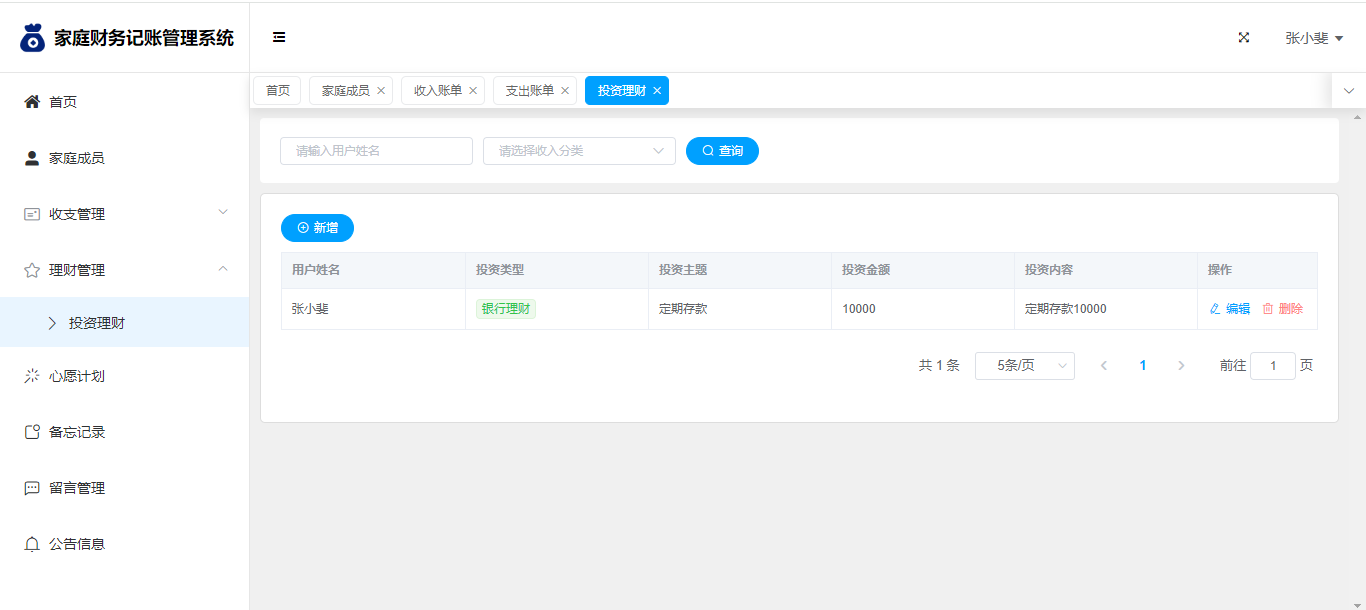 家庭财务记账管理系统
张小斐
首页 家庭成员 收入账单 支出账单 投资理财
首页
家庭成员
收支管理
理财管理
投资理财
心愿计划
备忘记录
留言管理
公告信息
请输入用户姓名 请选择收入分类 查询
新增
用户姓名 投资类型 投资主题 投资金额 投资内容 操作
张小斐 银行理财 定期存款 10000 定期存款10000 编辑 删除
共 1 条 5条/页 1 前往 1 页